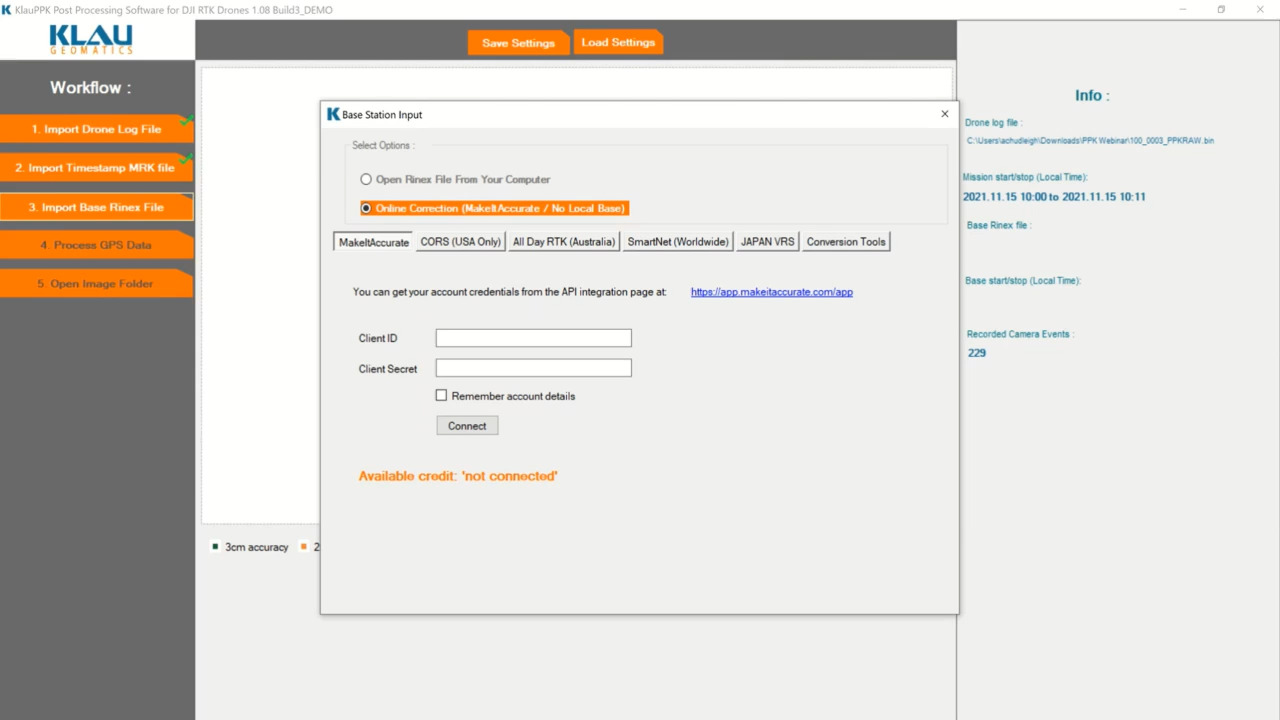 KlauPPK Post Processing Software for DJI RTK Drones 1.08 Build3_DEMO
KLAU
GEOMATICS
Save Settings
Load Settings
Workflow :
1. Import Drone Log File
2. Import Timestamp MRK file
3. Import Base Rinex File
4. Process GPS Data
5. Open Image Folder
Base Station Input
Select Options :
Open Rinex File From Your Computer
Online Correction (MakeItAccurate / No Local Base)
MakeItAccurate
CORS (USA Only)
All Day RTK (Australia)
SmartNet (Worldwide)
JAPAN VRS
Conversion Tools
You can get your account credentials from the API integration page at: https://app.makeitaccurate.com/app
Client ID
Client Secret
Remember account details
Connect
Available credit: 'not connected'
3cm accuracy
2
Info :
Drone log file :
C:\Users\achudleigh\Downloads\PPK Webinar\100_0003_PPKRAW.bin
Mission start/stop (Local Time):
2021.11.15 10:00 to 2021.11.15 10:11
Base Rinex file :
Base start/stop (Local Time):
Recorded Camera Events :
229